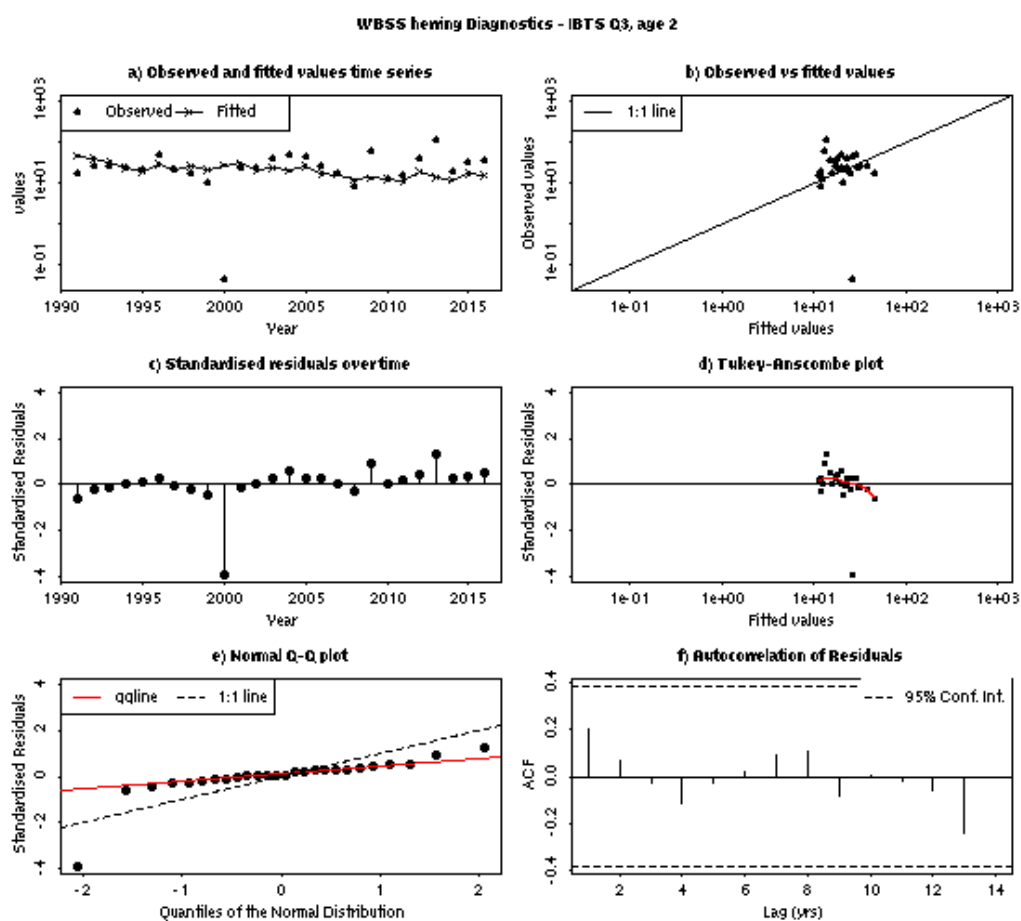 WBSS herring Diagnostics - IBTS Q3, age 2
a) Observed and fitted values time series
Observed Fitted
values
1e-01 1e+01 1e+03
1990 1995 2000 2005 2010 2015
Year
b) Observed vs fitted values
1:1 line
Observed values
1e-01 1e+01 1e+03
1e-01 1e+00 1e+01 1e+02 1e+03
Fitted values
c) Standardised residuals over time
Standardised Residuals
-4 -2 0 2 4
1990 1995 2000 2005 2010 2015
Year
d) Tukey-Anscombe plot
Standardised Residuals
-4 -2 0 2 4
1e-01 1e+00 1e+01 1e+02 1e+03
Fitted values
e) Normal Q-Q plot
qqline 1:1 line
Standardised Residuals
-4 -2 0 2 4
-2 -1 0 1 2
Quantiles of the Normal Distribution
f) Autocorrelation of Residuals
95% Conf. Int.
ACF
-0.4 -0.2 0.0 0.2 0.4
2 4 6 8 10 12 14
Lag (yrs)